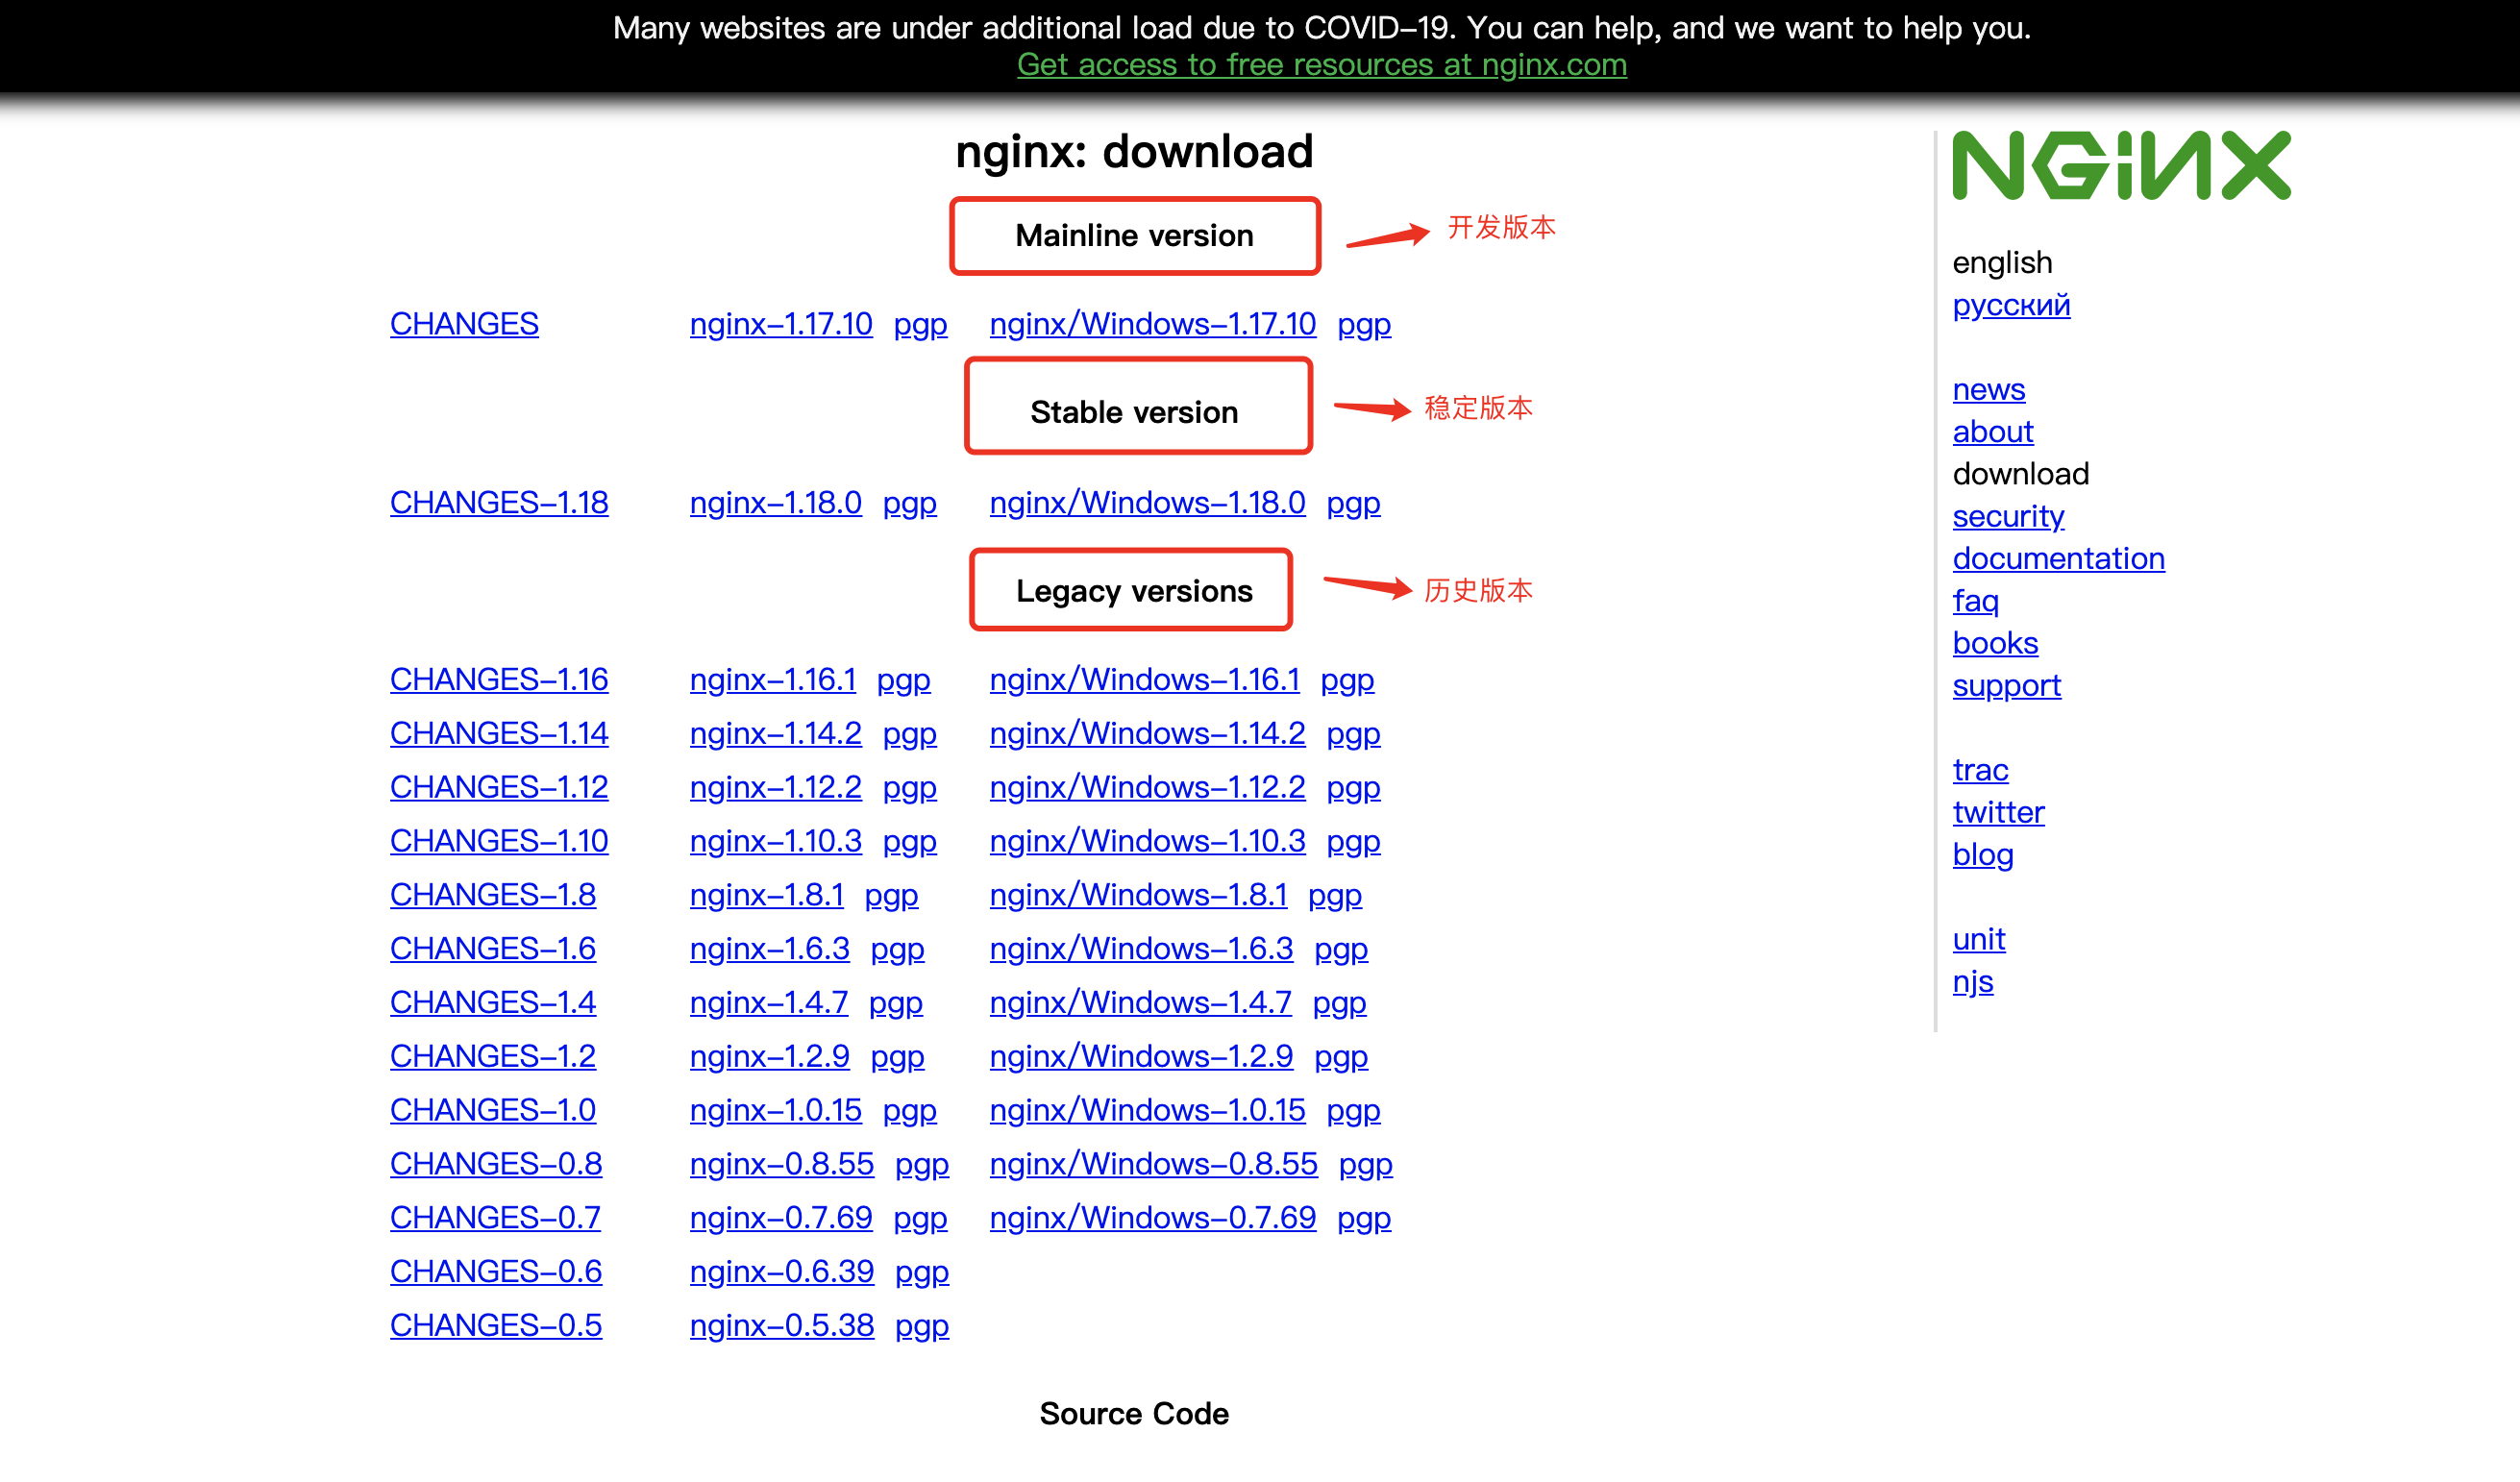 Many websites are under additional load due to COVID-19. You can help, and we want to help you.
Get access to free resources at nginx.com
nginx: download
Mainline version 开发版本
CHANGES nginx-1.17.10 pgp nginx/Windows-1.17.10 pgp
Stable version 稳定版本
CHANGES-1.18 nginx-1.18.0 pgp nginx/Windows-1.18.0 pgp
Legacy versions 历史版本
CHANGES-1.16 nginx-1.16.1 pgp nginx/Windows-1.16.1 pgp
CHANGES-1.14 nginx-1.14.2 pgp nginx/Windows-1.14.2 pgp
CHANGES-1.12 nginx-1.12.2 pgp nginx/Windows-1.12.2 pgp
CHANGES-1.10 nginx-1.10.3 pgp nginx/Windows-1.10.3 pgp
CHANGES-1.8 nginx-1.8.1 pgp nginx/Windows-1.8.1 pgp
CHANGES-1.6 nginx-1.6.3 pgp nginx/Windows-1.6.3 pgp
CHANGES-1.4 nginx-1.4.7 pgp nginx/Windows-1.4.7 pgp
CHANGES-1.2 nginx-1.2.9 pgp nginx/Windows-1.2.9 pgp
CHANGES-1.0 nginx-1.0.15 pgp nginx/Windows-1.0.15 pgp
CHANGES-0.8 nginx-0.8.55 pgp nginx/Windows-0.8.55 pgp
CHANGES-0.7 nginx-0.7.69 pgp nginx/Windows-0.7.69 pgp
CHANGES-0.6 nginx-0.6.39 pgp
CHANGES-0.5 nginx-0.5.38 pgp
Source Code
NGINX
english
русский
news
about
download
security
documentation
faq
books
support
trac
twitter
blog
unit
njs